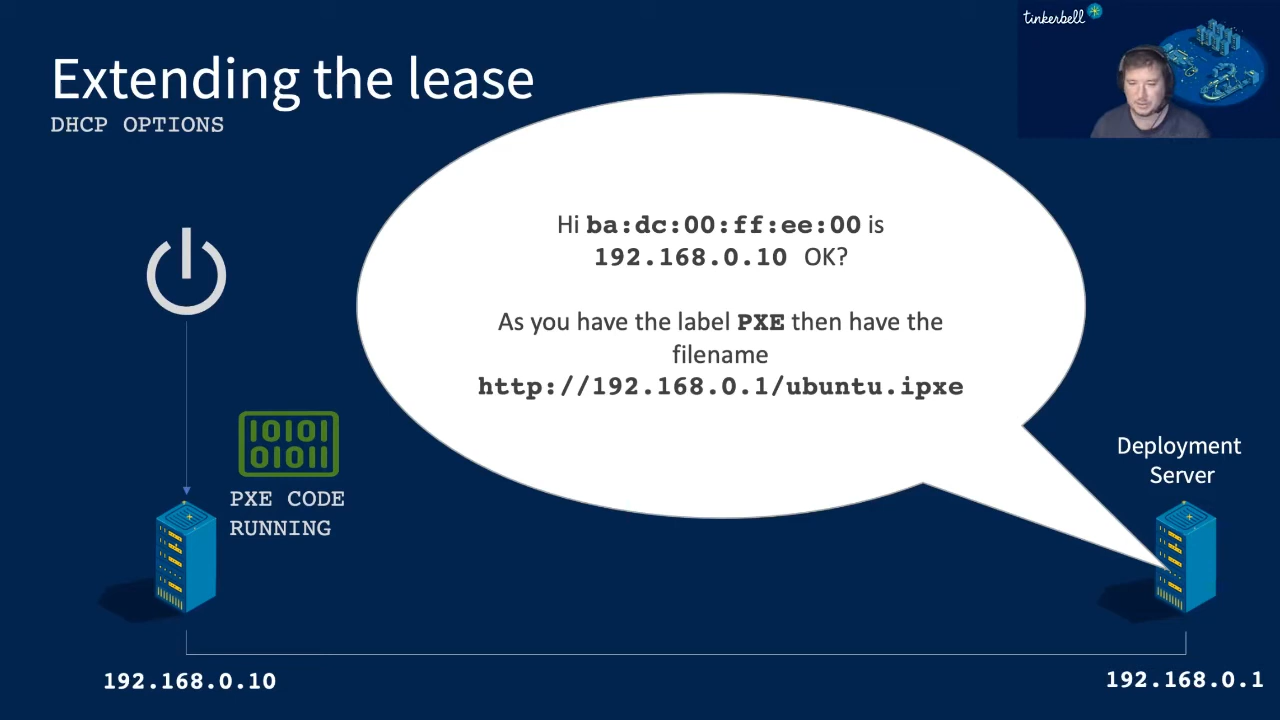 tinkerbell
Extending the lease
DHCP OPTIONS
Hi ba:dc:00:ff:ee:00 is
192.168.0.10 OK?
As you have the label PXE then have the
filename
http://192.168.0.1/ubuntu.ipxe
10101
01011
PXE CODE
RUNNING
Deployment
Server
192.168.0.10
192.168.0.1